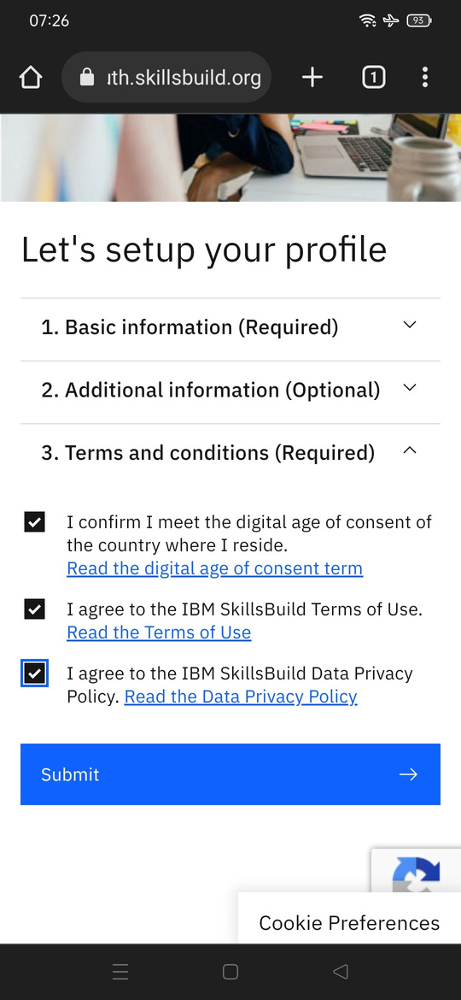 07:26
93
uth.skillsbuild.org
1
Let's setup your profile
1. Basic information (Required)
2. Additional information (Optional)
3. Terms and conditions (Required)
I confirm I meet the digital age of consent of
the country where I reside.
Read the digital age of consent term
I agree to the IBM SkillsBuild Terms of Use.
Read the Terms of Use
I agree to the IBM SkillsBuild Data Privacy
Policy. Read the Data Privacy Policy
Submit
Cookie Preferences